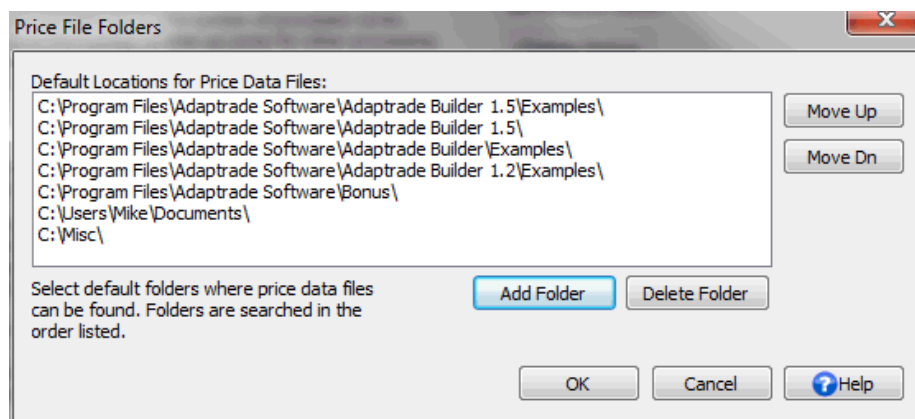 Price File Folders
Default Locations for Price Data Files:
C:\Program Files\Adaptrade Software\Adaptrade Builder 1.5\Examples\
C:\Program Files\Adaptrade Software\Adaptrade Builder 1.5\
C:\Program Files\Adaptrade Software\Adaptrade Builder\Examples\
C:\Program Files\Adaptrade Software\Adaptrade Builder 1.2\Examples\
C:\Program Files\Adaptrade Software\Bonus\
C:\Users\Mike\Documents\
C:\Misc\
Move Up
Move Dn
Select default folders where price data files
can be found. Folders are searched in the
order listed.
Add Folder
Delete Folder
OK
Cancel
Help